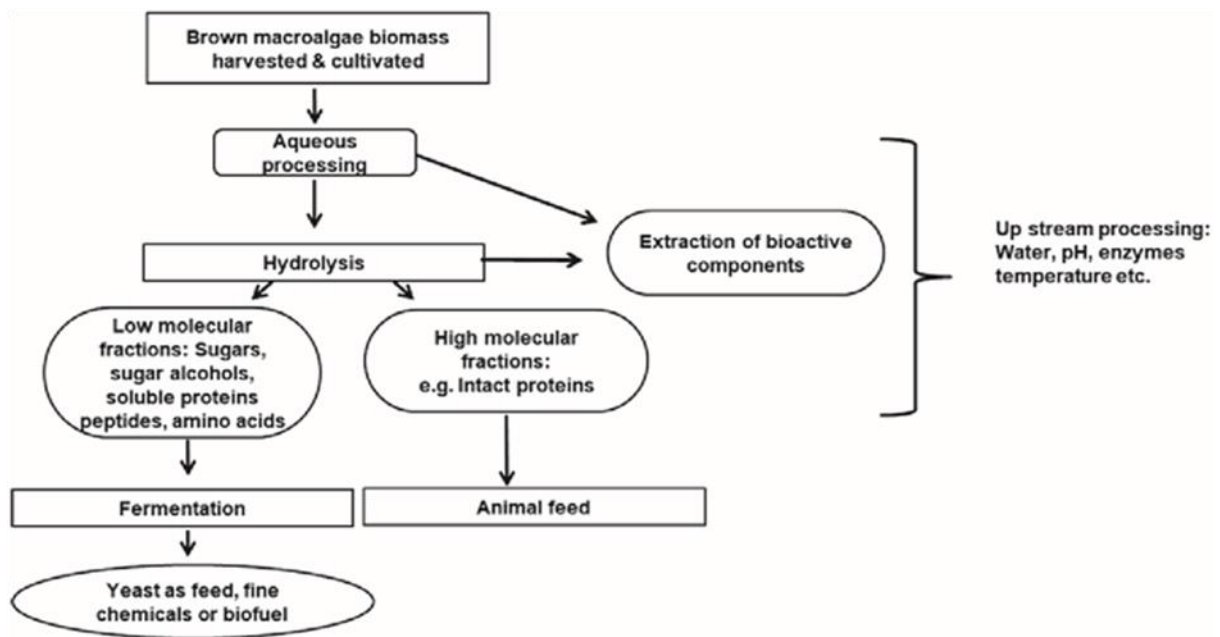 Brown macroalgae biomass
harvested & cultivated
Aqueous
processing
Extraction of bioactive
components
Up stream processing:
Water, pH, enzymes
temperature etc.
Hydrolysis
Low molecular
fractions: Sugars,
sugar alcohols,
soluble proteins
peptides, amino acids
High molecular
fractions:
e.g. Intact proteins
Fermentation
Animal feed
Yeast as feed, fine
chemicals or biofuel